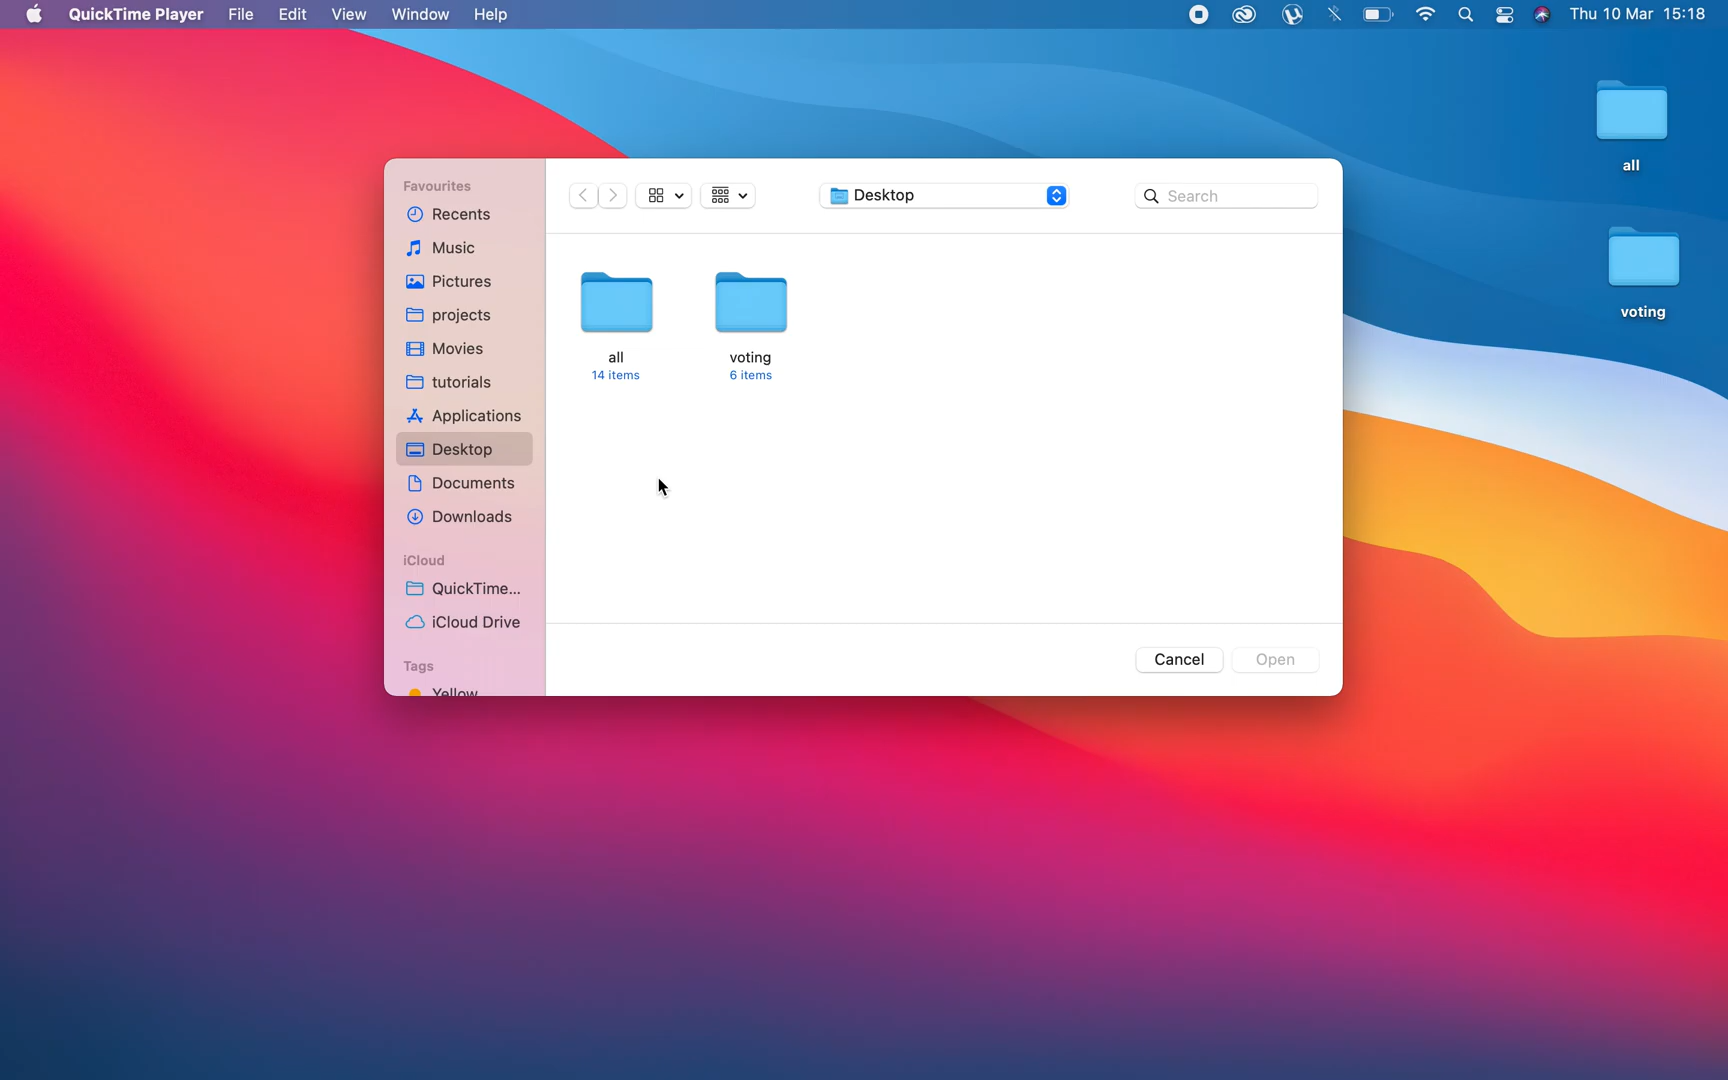 QuickTime Player File Edit View Window Help Thu 10 Mar 15:18
all
voting
Favourites
Recents
Music
Pictures
projects
Movies
tutorials
Applications
Desktop
Documents
Downloads
iCloud
QuickTime...
iCloud Drive
Tags
Yellow
Desktop
Search
all
14 items
voting
6 items
Cancel
Open